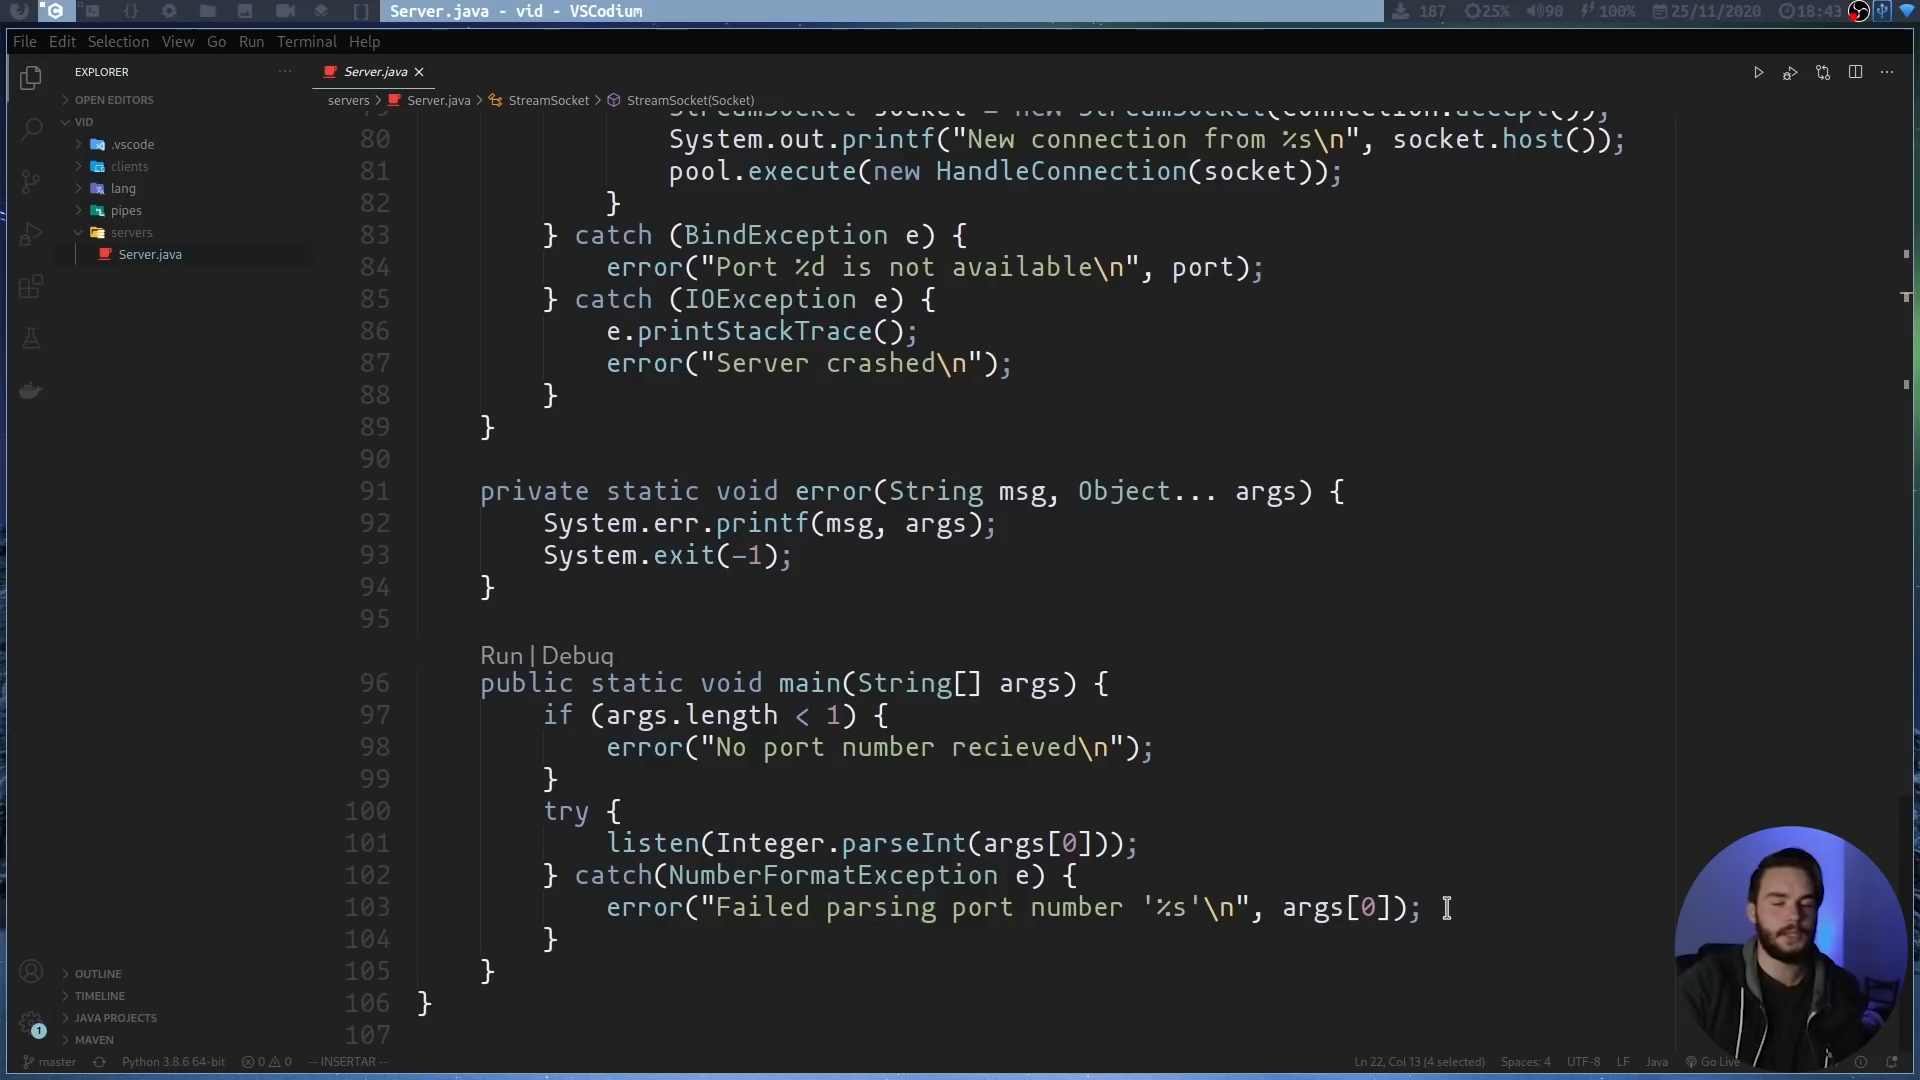 Server.java - vid - VSCodium
187 25% 90 100% 25/11/2020 18:43
File Edit Selection View Go Run Terminal Help
EXPLORER
Server.java
OPEN EDITORS
servers > Server.java > StreamSocket > StreamSocket(Socket)
VID
.vscode
clients
lang
pipes
servers
Server.java
79 StreamSocket socket = new StreamSocket(connection.accept());
80 System.out.printf("New connection from %s\n", socket.host());
81 pool.execute(new HandleConnection(socket));
82 }
83 } catch (BindException e) {
84 error("Port %d is not available\n", port);
85 } catch (IOException e) {
86 e.printStackTrace();
87 error("Server crashed\n");
88 }
89 }
90
91 private static void error(String msg, Object... args) {
92 System.err.printf(msg, args);
93 System.exit(-1);
94 }
95
Run | Debug
96 public static void main(String[] args) {
97 if (args.length < 1) {
98 error("No port number recieved\n");
99 }
100 try {
101 listen(Integer.parseInt(args[0]));
102 } catch(NumberFormatException e) {
103 error("Failed parsing port number '%s'\n", args[0]);
104 }
105 }
106 }
107
OUTLINE
TIMELINE
JAVA PROJECTS
MAVEN
1
master Python 3.8.6 64-bit 0 0 -- INSERTAR --
Ln 22, Col 13 (4 selected) Spaces: 4 UTF-8 LF Java Go Live